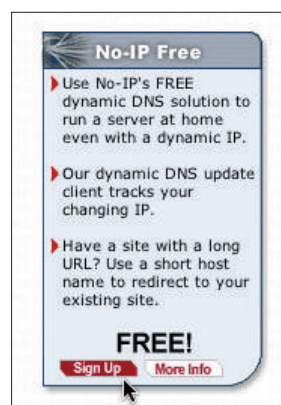 No-IP Free
Use No-IP's FREE
dynamic DNS solution to
run a server at home
even with a dynamic IP.
Our dynamic DNS update
client tracks your
changing IP.
Have a site with a long
URL? Use a short host
name to redirect to your
existing site.
FREE!
Sign Up More Info